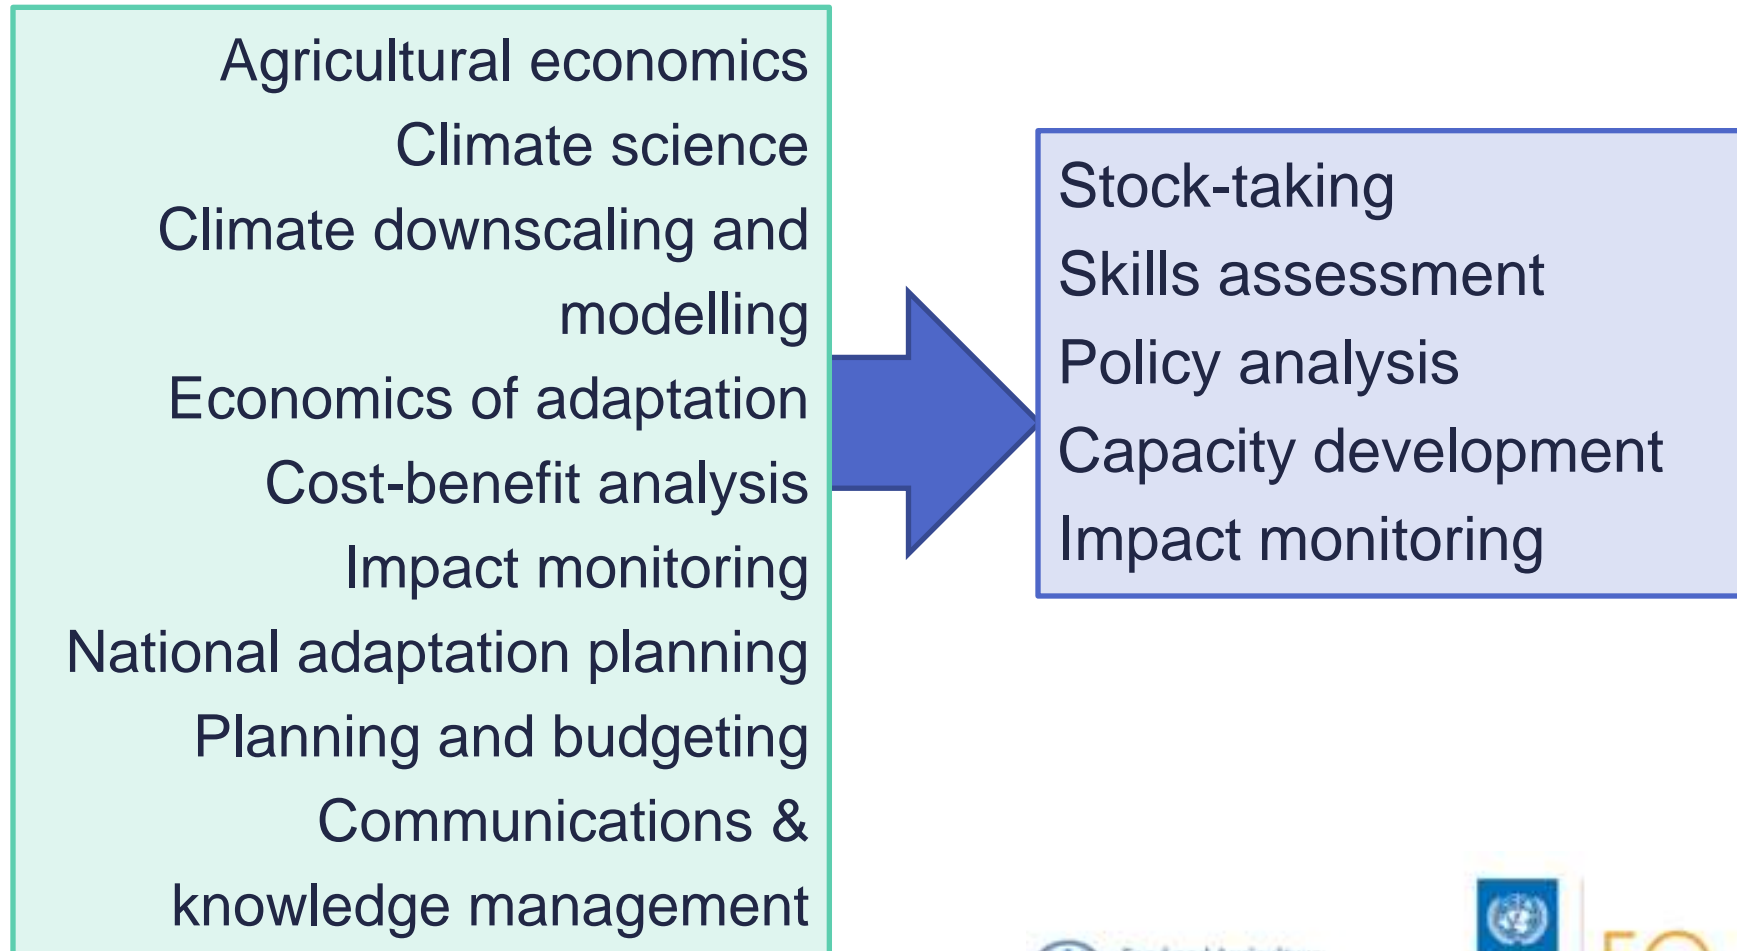 Agricultural economics
Climate science
Climate downscaling and
modelling
Economics of adaptation
Cost-benefit analysis
Impact monitoring
National adaptation planning
Planning and budgeting
Communications &
knowledge management
Stock-taking
Skills assessment
Policy analysis
Capacity development
Impact monitoring